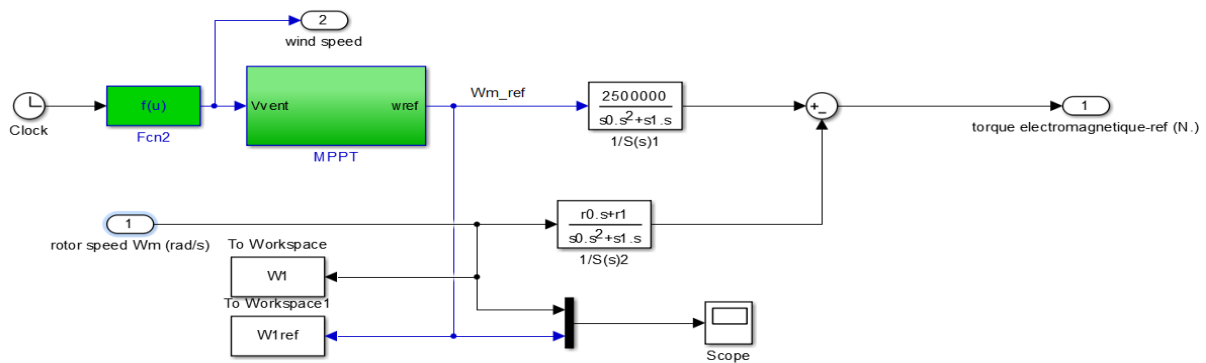 2
wind speed
Clock
f(u)
Fcn2
Vvent
wref
MPPT
Wm_ref
2500000
s0.s²+s1.s
1/S(s)1
+
−
1
torque electromagnetique-ref (N.)
1
rotor speed Wm (rad/s)
r0.s+r1
s0.s²+s1.s
1/S(s)2
To Workspace
W1
To Workspace1
W1ref
Scope